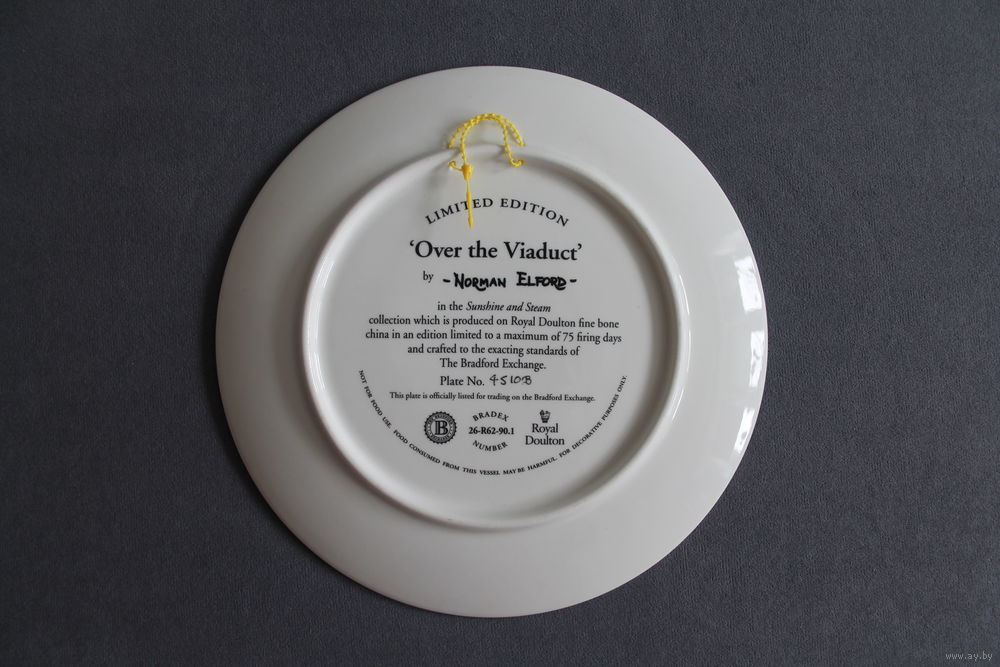 LIMITED EDITION
‘Over the Viaduct’
by - NORMAN ELFORD -
in the Sunshine and Steam
collection which is produced on Royal Doulton fine bone
china in an edition limited to a maximum of 75 firing days
and crafted to the exacting standards of
The Bradford Exchange.
Plate No. 4510B
This plate is officially listed for trading on the Bradford Exchange.
B
BRADEX
26-R62-90.1
NUMBER
Royal
Doulton
NOT FOR FOOD USE. FOOD CONSUMED FROM THIS VESSEL MAY BE HARMFUL. FOR DECORATIVE PURPOSES ONLY.
www.ay.by